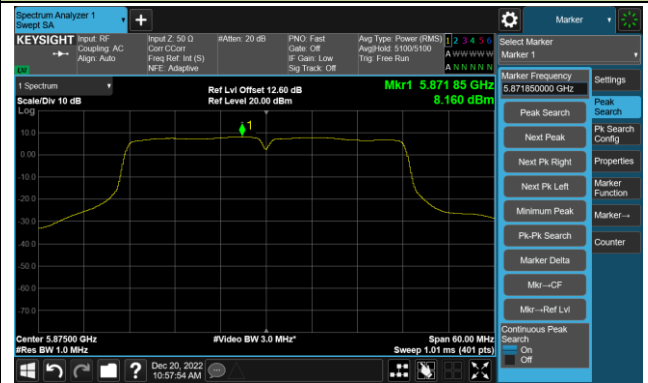 Spectrum Analyzer 1
Swept SA
+
Marker
KEYSIGHT
Input: RF
Coupling: AC
Align: Auto
Input Z: 50 Ω
Corr CCorr
Freq Ref: Int (S)
NFE: Adaptive
#Atten: 20 dB
PNO: Fast
Gate: Off
IF Gain: Low
Sig Track: Off
Avg Type: Power (RMS)
Avg|Hold: 5100/5100
Trig: Free Run
1 2 3 4 5 6
A W W W W W
A N N N N N
Select Marker
Marker 1
1 Spectrum
Scale/Div 10 dB
Log
Ref Lvl Offset 12.60 dB
Ref Level 20.00 dBm
Mkr1 5.871 85 GHz
8.160 dBm
1
10.0
0.00
-10.0
-20.0
-30.0
-40.0
-50.0
-60.0
-70.0
Center 5.87500 GHz
#Res BW 1.0 MHz
#Video BW 3.0 MHz*
Span 60.00 MHz
Sweep 1.01 ms (401 pts)
Marker Frequency
5.871850000 GHz
Peak Search
Next Peak
Next Pk Right
Next Pk Left
Minimum Peak
Pk-Pk Search
Marker Delta
Mkr→CF
Mkr→Ref Lvl
Continuous Peak
Search
On
Off
Settings
Peak
Search
Pk Search
Config
Properties
Marker
Function
Marker→
Counter
?
Dec 20, 2022
10:57:54 AM